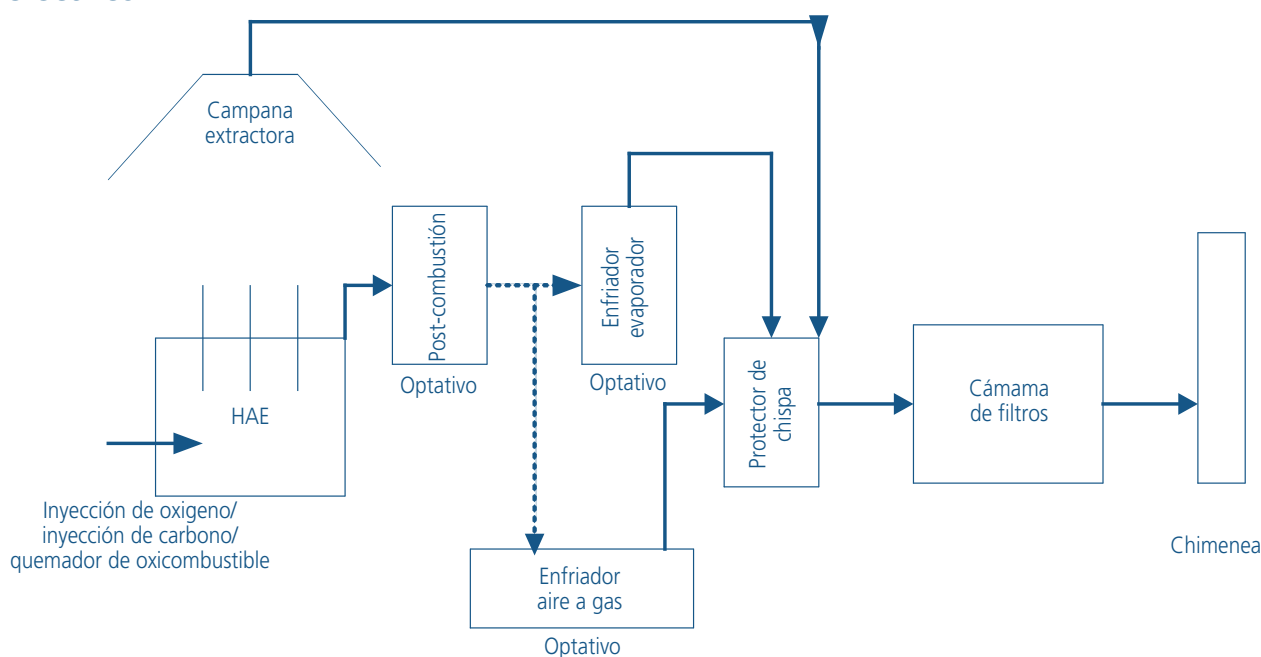 Campana
extractora
Post-combustión
Optativo
Enfriador
evaporador
Optativo
HAE
Inyección de oxigeno/
inyección de carbono/
quemador de oxicombustible
Enfriador
aire a gas
Optativo
Protector de
chispa
Cámama
de filtros
Chimenea